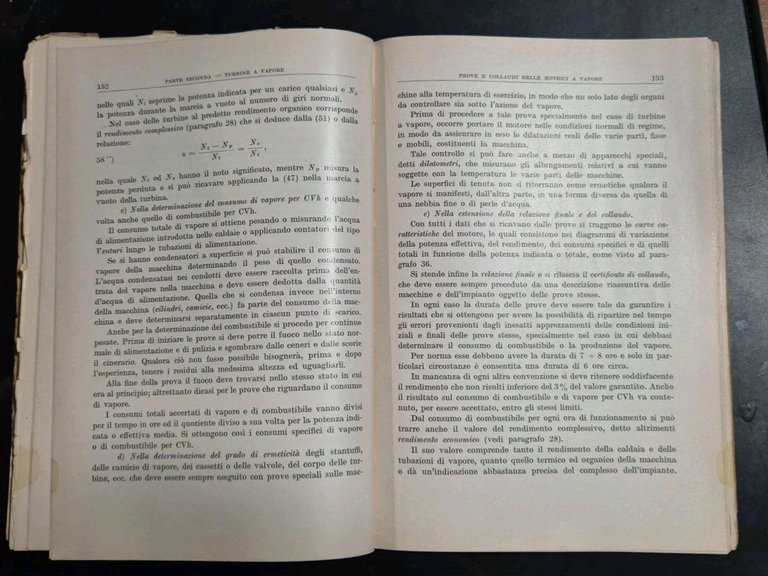 152
PARTE SECONDA — TURBINE A VAPORE
nelle quali Nᵢ esprime la potenza indicata per un carico qualsiasi e Nₚ
la potenza durante la marcia a vuoto al numero di giri normali.
Nel caso delle turbine al predetto rendimento organico corrisponde
il rendimento complessivo (paragrafo 28) che si deduce dalla (51) o dalla
relazione:
58'') = Nₜ − Nₚ / Nₜ = Nₑ / Nₜ ,
nella quale Nₜ ed Nₑ hanno il noto significato, mentre Nₚ misura la
potenza perduta e si può ricavare applicando la (47) nella marcia a
vuoto della turbina.
c) Nella determinazione del consumo di vapore per CVh e qualche
volta anche quello di combustibile per CVh.
Il consumo totale di vapore si ottiene pesando o misurando l'acqua
di alimentazione introdotta nelle caldaie o applicando contatori del tipo
Venturi lungo le tubazioni di alimentazione.
Se si hanno condensatori a superficie si può stabilire il consumo di
vapore della macchina determinando il peso di quello condensato.
L'acqua condensatasi nei condotti deve essere raccolta prima dell'en-
trata del vapore nella macchina e deve essere dedotta dalla quantità
d'acqua di alimentazione. Quella che si condensa invece nell'interno
della macchina (cilindri, camicie, ecc.) fa parte del consumo della mac-
china e deve determinarsi separatamente in ciascun punto di scarico.
Anche per la determinazione del combustibile si procede per continue
pesate. Prima di iniziare le prove si deve porre il fuoco nello stato nor-
male di alimentazione e di pulizia e sgombrare dalle ceneri e dalle scorie
il cinerario. Qualora ciò non fosse possibile bisognerà, prima e dopo
l'esperienza, tenere i residui alla medesima altezza ed uguagliarli.
Alla fine della prova il fuoco deve trovarsi nello stesso stato in cui
era al principio; altrettanto dicasi per le prove che riguardano il consumo
di vapore.
I consumi totali accertati di vapore e di combustibile vanno divisi
per il tempo in ore ed il quoziente diviso a sua volta per la potenza indi-
cata o effettiva media. Si ottengono così i consumi specifici di vapore
o di combustibile per CVh.
d) Nella determinazione del grado di ermeticità degli stantuffi,
delle camicie di vapore, dei cassetti o delle valvole, del corpo delle tur-
bine, ecc. che deve essere sempre eseguito con prove speciali sulle mac-
PROVE E COLLAUDI DELLE MOTRICI A VAPORE
153
chine alla temperatura di esercizio, in modo che un solo lato degli organi
da controllare sia sotto l'azione del vapore.
Prima di procedere a tale prova specialmente nel caso di turbine
a vapore, occorre portare il motore nelle condizioni normali di regime,
in modo da assicurare in esso le dilatazioni reali delle varie parti, fisse
e mobili, costituenti la macchina.
Tale controllo si può fare anche a mezzo di apparecchi speciali,
detti dilatometri, che misurano gli allungamenti relativi a cui vanno
soggette con la temperatura le varie parti delle macchine.
Le superfici di tenuta non si riterranno come ermetiche qualora il
vapore si manifesti, dall'altra parte, in una forma diversa da quella di
una nebbia fine o di perle d'acqua.
e) Nella estensione della relazione finale e del collaudo.
Con tutti i dati che si ricavano dalle prove si traggono le curve ca-
ratteristiche del motore, le quali consistono nei diagrammi di variazione
della potenza effettiva, del rendimento, dei consumi specifici e di quelli
totali in funzione della potenza indicata o totale, come visto al paragrafo 36.
Si stende infine la relazione finale e si rilascia il certificato di collaudo,
che deve essere sempre preceduto da una descrizione riassuntiva delle
macchine e dell'impianto oggetto delle prove stesse.
In ogni caso la durata delle prove deve essere tale da garantire i
risultati che si ottengono per avere la possibilità di ripartire nel tempo
gli errori provenienti dagli inesatti apprezzamenti delle condizioni ini-
ziali e finali delle prove stesse, specialmente nel caso in cui debbasi
determinare il consumo di combustibile o la produzione del vapore.
Per norma esse debbono avere la durata di 7 ÷ 8 ore e solo in par-
ticolari circostanze è consentita una durata di 6 ore circa.
In mancanza di ogni altra convenzione si deve ritenere soddisfacente
il rendimento che non risulti inferiore del 3 % del valore garantito. Anche
il risultato sul consumo di combustibile e di vapore per CVh va conte-
nuto, per essere accettato, entro gli stessi limiti.
Dal consumo di combustibile per ogni ora di funzionamento si può
trarre anche il valore del rendimento complessivo, detto altrimenti
rendimento economico (vedi paragrafo 28).
Il suo valore comprende tanto il rendimento della caldaia e delle
tubazioni di vapore, quanto quello termico ed organico della macchina
e dà un'indicazione abbastanza precisa del complesso dell'impianto.